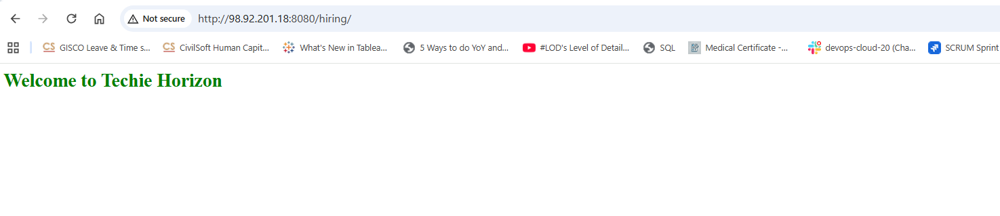 Not secure http://98.92.201.18:8080/hiring/
CS GISCO Leave & Time s... CS CivilSoft Human Capit... What's New in Tablea... 5 Ways to do YoY and... #LOD's Level of Detail... SQL Medical Certificate -... devops-cloud-20 (Cha... SCRUM Sprint
Welcome to Techie Horizon